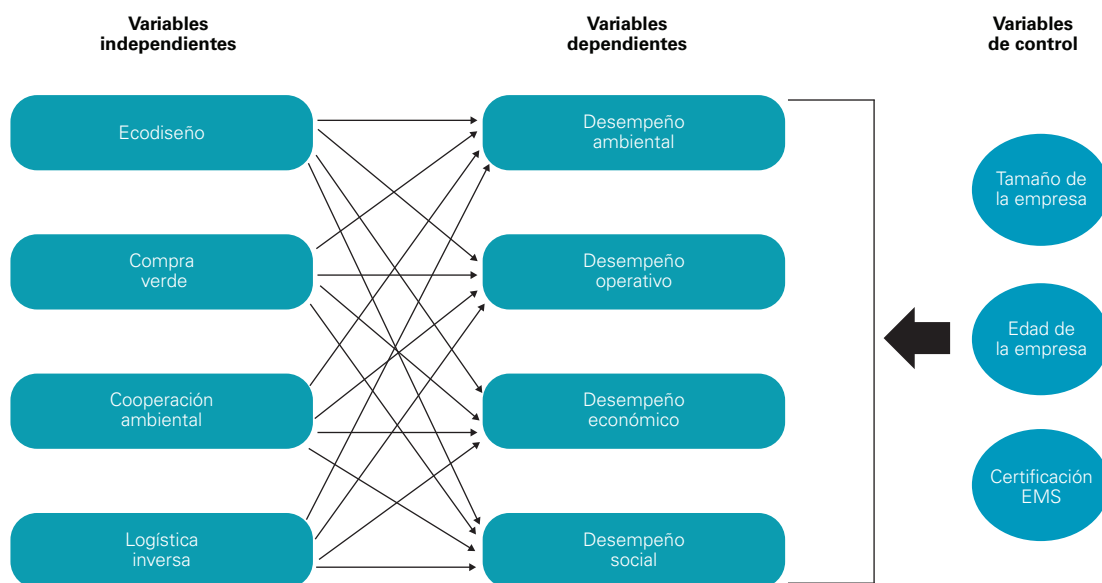 Variables
independientes
Variables
dependientes
Variables
de control
Ecodiseño
Desempeño
ambiental
Tamaño de
la empresa
Compra
verde
Desempeño
operativo
Edad de
la empresa
Cooperación
ambiental
Desempeño
económico
Certificación
EMS
Logística
inversa
Desempeño
social